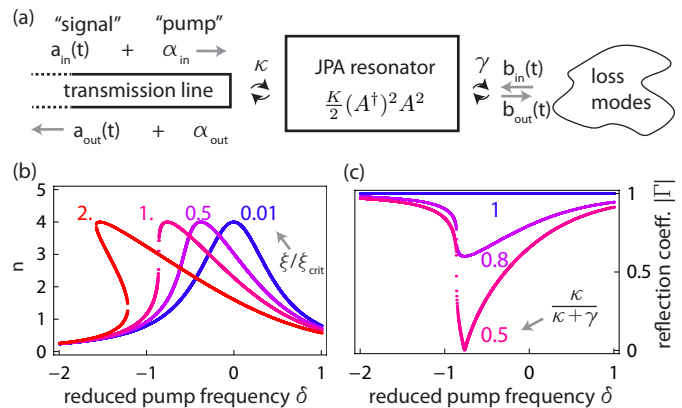 (a)
"signal" "pump"
a_in(t) + α_in
κ
JPA resonator
K/2 (A†)²A²
γ
b_in(t)
b_out(t)
loss
modes
transmission line
a_out(t) + α_out
(b)
5
4
3
2
1
0
n
2.
1.
0.5
0.01
ξ/ξ_crit
−2
−1
0
1
reduced pump frequency δ
(c)
1
0.8
0.5
κ/(κ+γ)
1
0.5
0
reflection coeff. |Γ|
−2
−1
0
1
reduced pump frequency δ